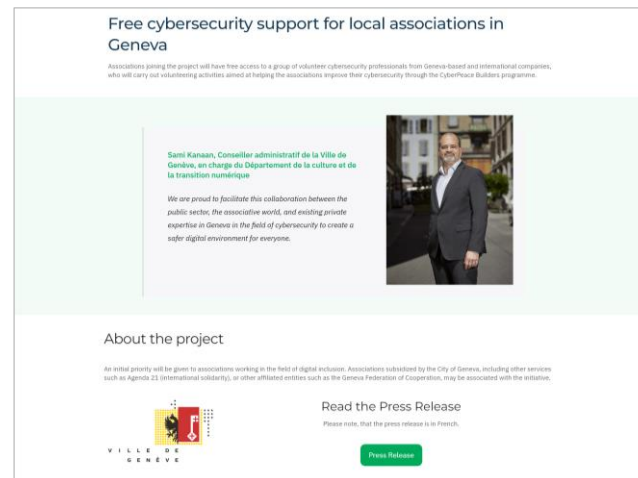 Free cybersecurity support for local associations in
Geneva
Associations joining the project will have free access to a group of volunteer cybersecurity professionals from Geneva-based and international companies,
who will carry out volunteering activities aimed at helping the associations improve their cybersecurity through the CyberPeace Builders programme.
Sami Kanaan, Conseiller administratif de la Ville de
Genève, en charge du Département de la culture et de
la transition numérique
We are proud to facilitate this collaboration between the
public sector, the associative world, and existing private
expertise in Geneva in the field of cybersecurity to create a
safer digital environment for everyone.
About the project
An initial priority will be given to associations working in the field of digital inclusion. Associations subsidized by the City of Geneva, including other services
such as Agenda 21 (international solidarity), or other affiliated entities such as the Geneva Federation of Cooperation, may be associated with the initiative.
VILLE DE
GENÈVE
Read the Press Release
Please note, that the press release is in French.
Press Release